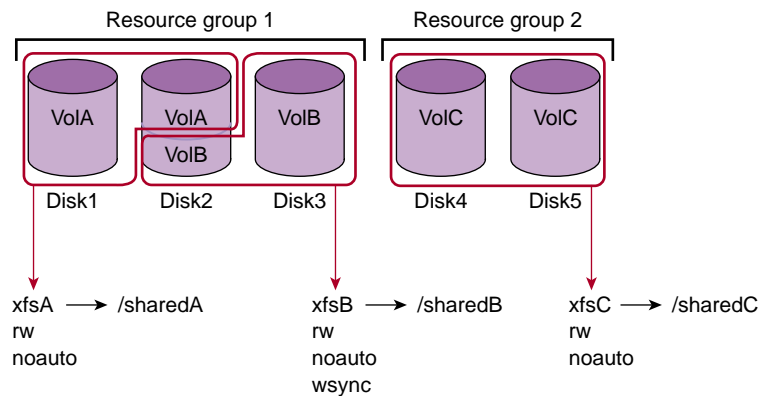 Resource group 1
Resource group 2
VolA
VolA
VolB
VolB
VolC
VolC
Disk1
Disk2
Disk3
Disk4
Disk5
xfsA
/sharedA
rw
noauto
xfsB
/sharedB
rw
noauto
wsync
xfsC
/sharedC
rw
noauto